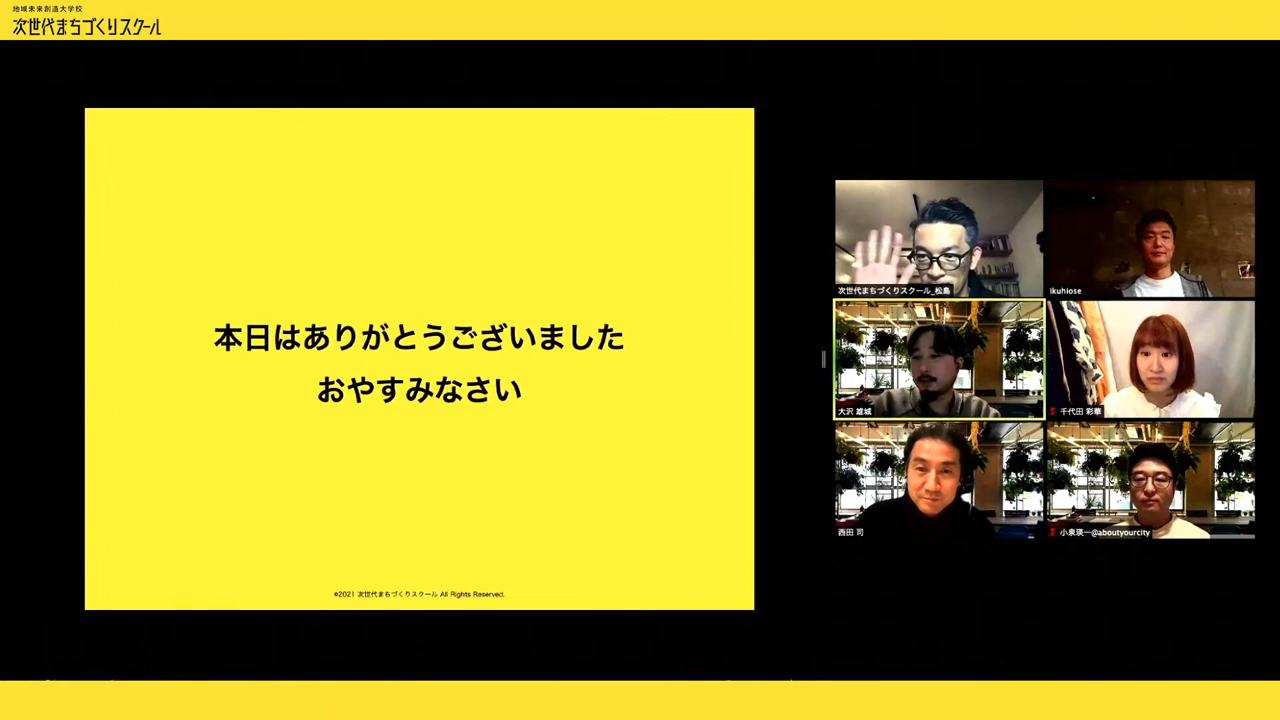 地域未来創造大学校
次世代まちづくりスクール
本日はありがとうございました
おやすみなさい
©2021 次世代まちづくりスクール All Rights Reserved.
次世代まちづくりスクール_松島
ikuhiose
大沢 雄城
千代田 彩華
西田 司
小泉瑛一@aboutyourcity